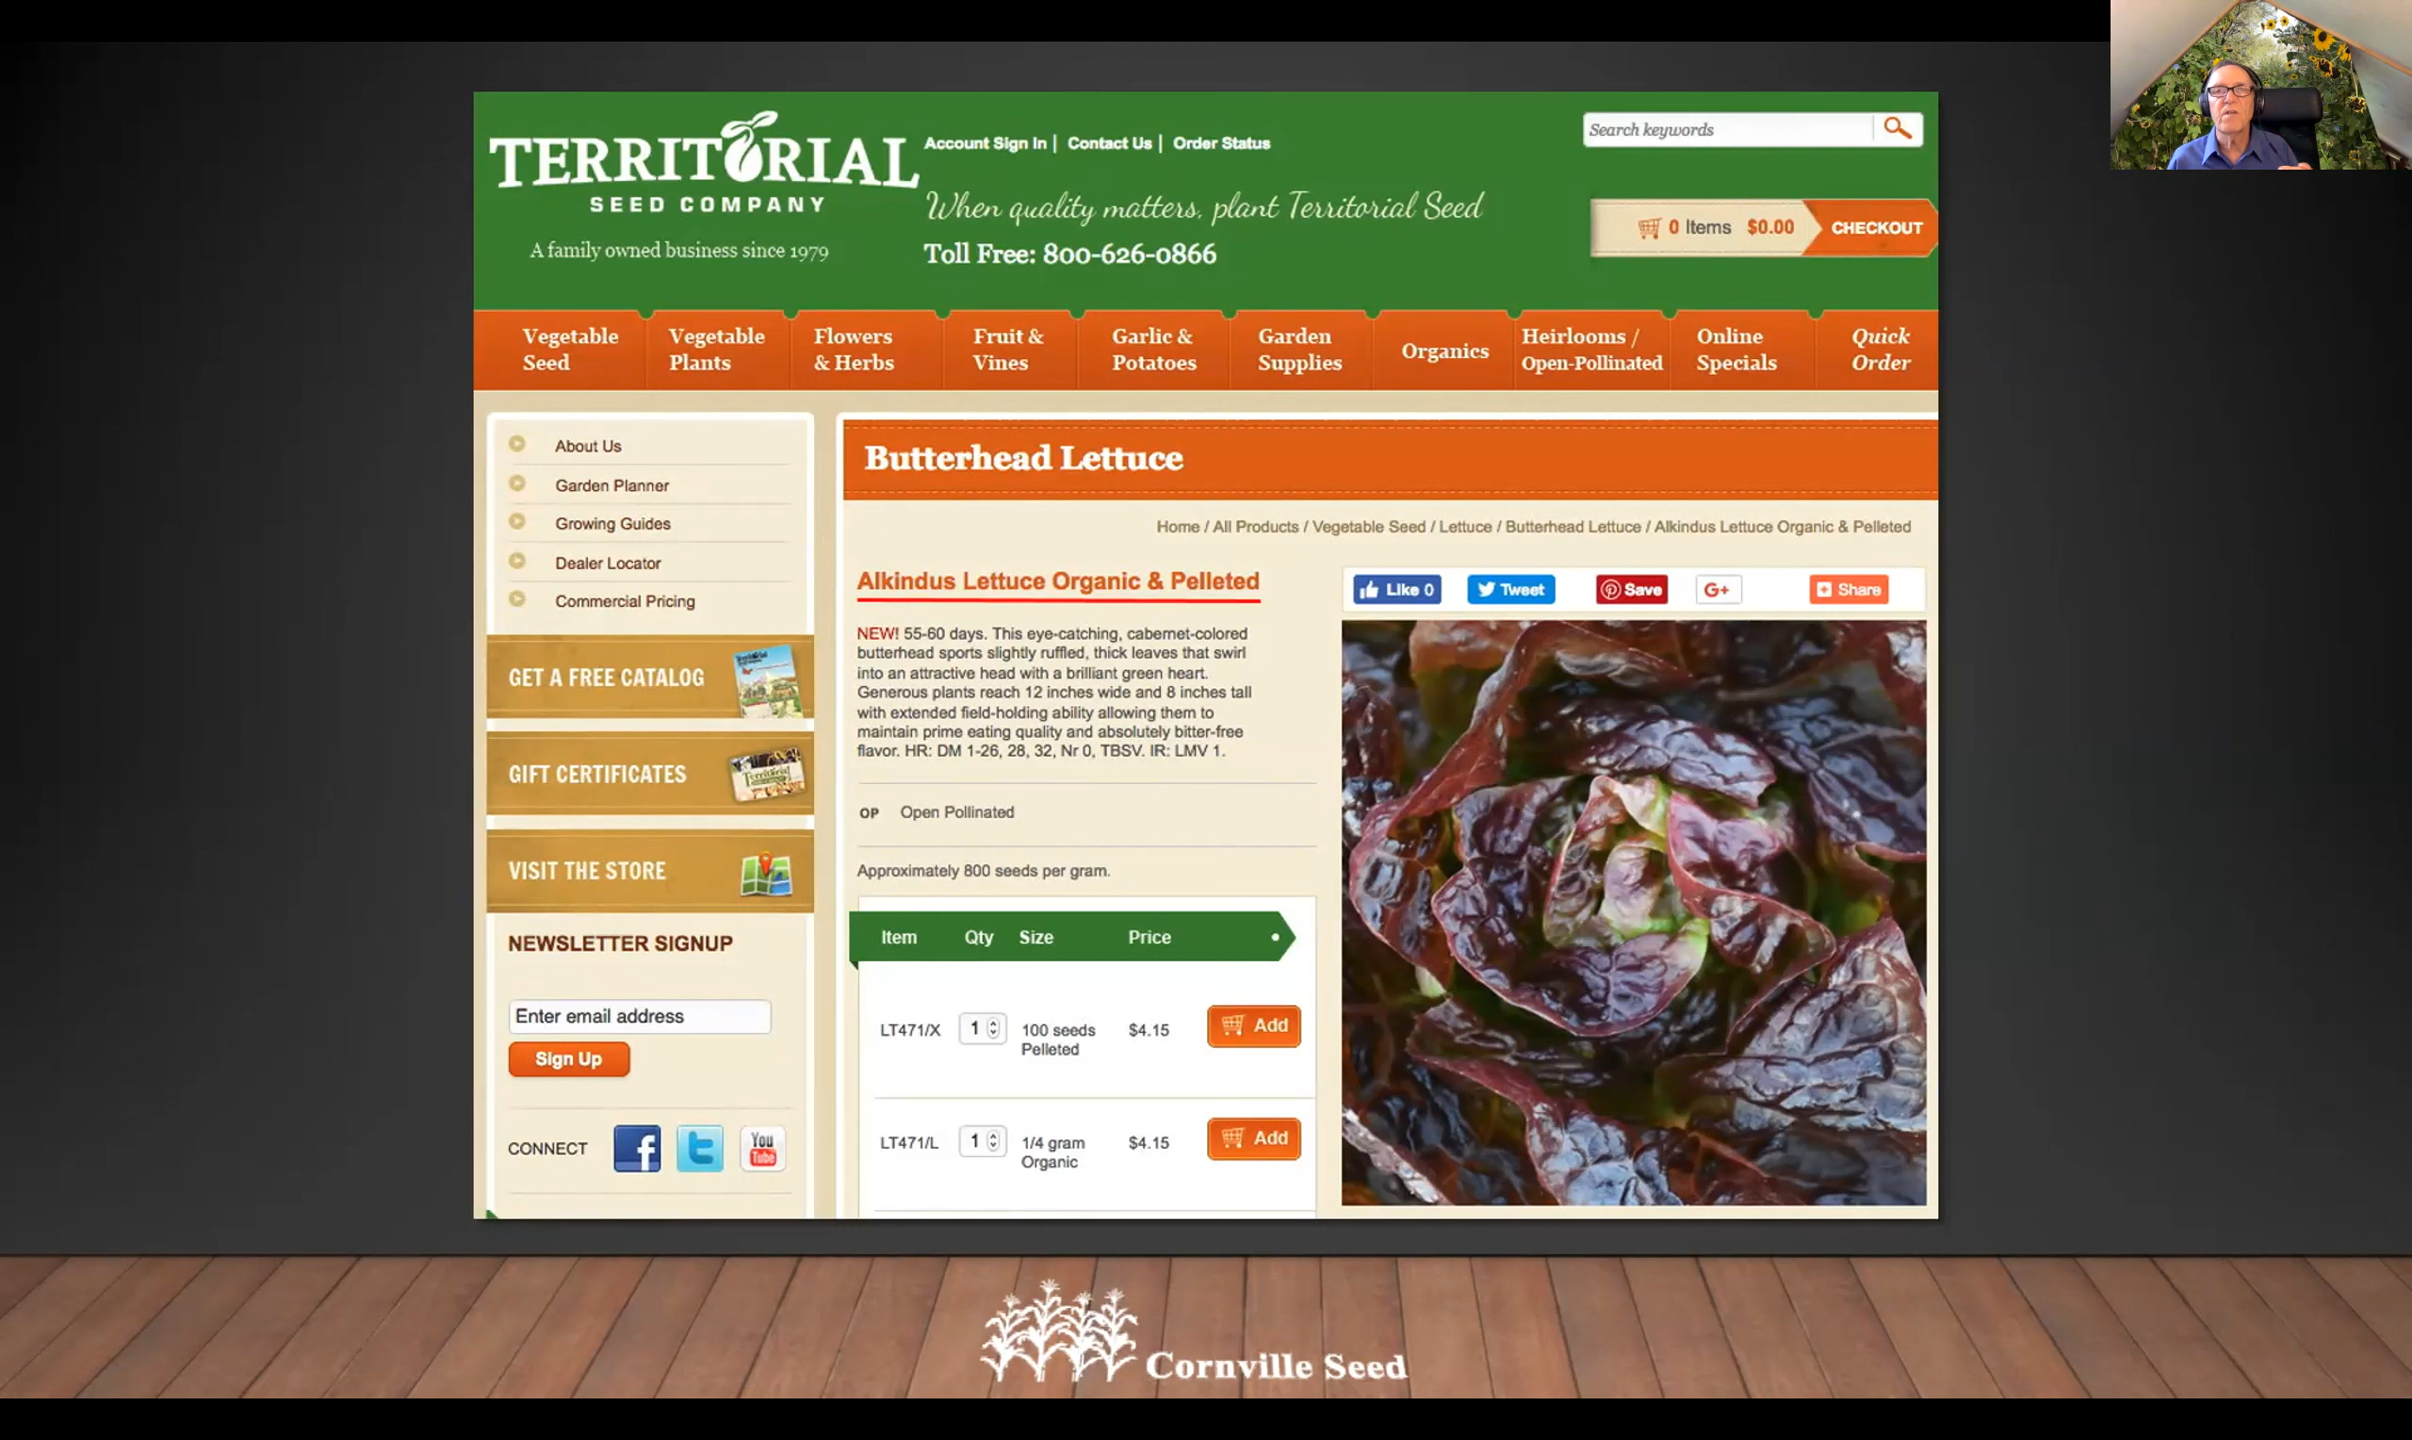 TERRITORIAL
SEED COMPANY
A family owned business since 1979
Account Sign In | Contact Us | Order Status
When quality matters, plant Territorial Seed
Toll Free: 800-626-0866
Search keywords
0 Items $0.00 CHECKOUT
Vegetable Seed
Vegetable Plants
Flowers & Herbs
Fruit & Vines
Garlic & Potatoes
Garden Supplies
Organics
Heirlooms / Open-Pollinated
Online Specials
Quick Order
About Us
Garden Planner
Growing Guides
Dealer Locator
Commercial Pricing
GET A FREE CATALOG
GIFT CERTIFICATES
Territorial
VISIT THE STORE
NEWSLETTER SIGNUP
Enter email address
Sign Up
CONNECT
f
t
You
Tube
Butterhead Lettuce
Home / All Products / Vegetable Seed / Lettuce / Butterhead Lettuce / Alkindus Lettuce Organic & Pelleted
Alkindus Lettuce Organic & Pelleted
Like 0 Tweet Save G+ Share
NEW! 55-60 days. This eye-catching, cabernet-colored
butterhead sports slightly ruffled, thick leaves that swirl
into an attractive head with a brilliant green heart.
Generous plants reach 12 inches wide and 8 inches tall
with extended field-holding ability allowing them to
maintain prime eating quality and absolutely bitter-free
flavor. HR: DM 1-26, 28, 32, Nr 0, TBSV. IR: LMV 1.
OP Open Pollinated
Approximately 800 seeds per gram.
Item Qty Size Price
LT471/X 1 100 seeds $4.15 Add
Pelleted
LT471/L 1 1/4 gram $4.15 Add
Organic
Cornville Seed